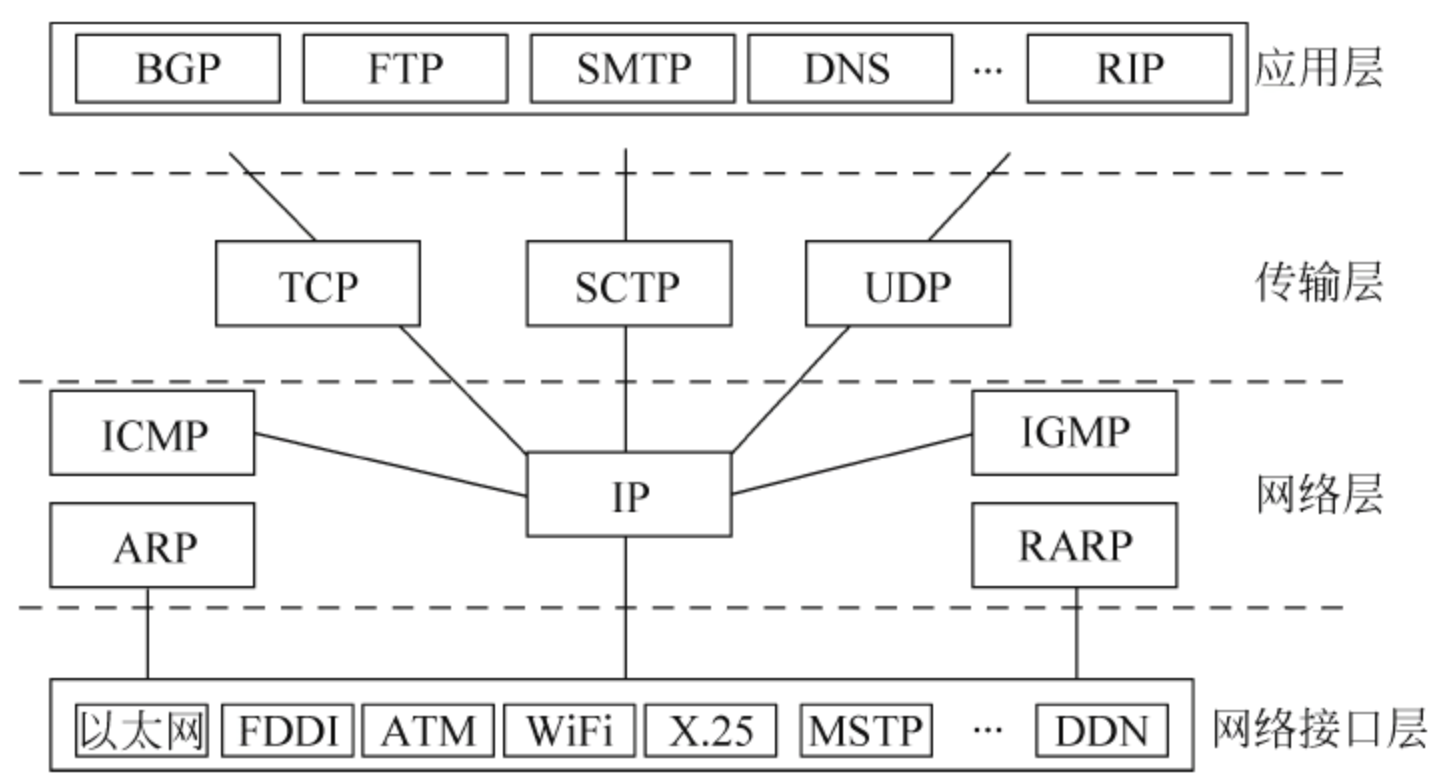 BGP FTP SMTP DNS ... RIP 应用层
TCP SCTP UDP 传输层
ICMP IGMP
IP 网络层
ARP RARP
以太网 FDDI ATM WiFi X.25 MSTP ... DDN 网络接口层